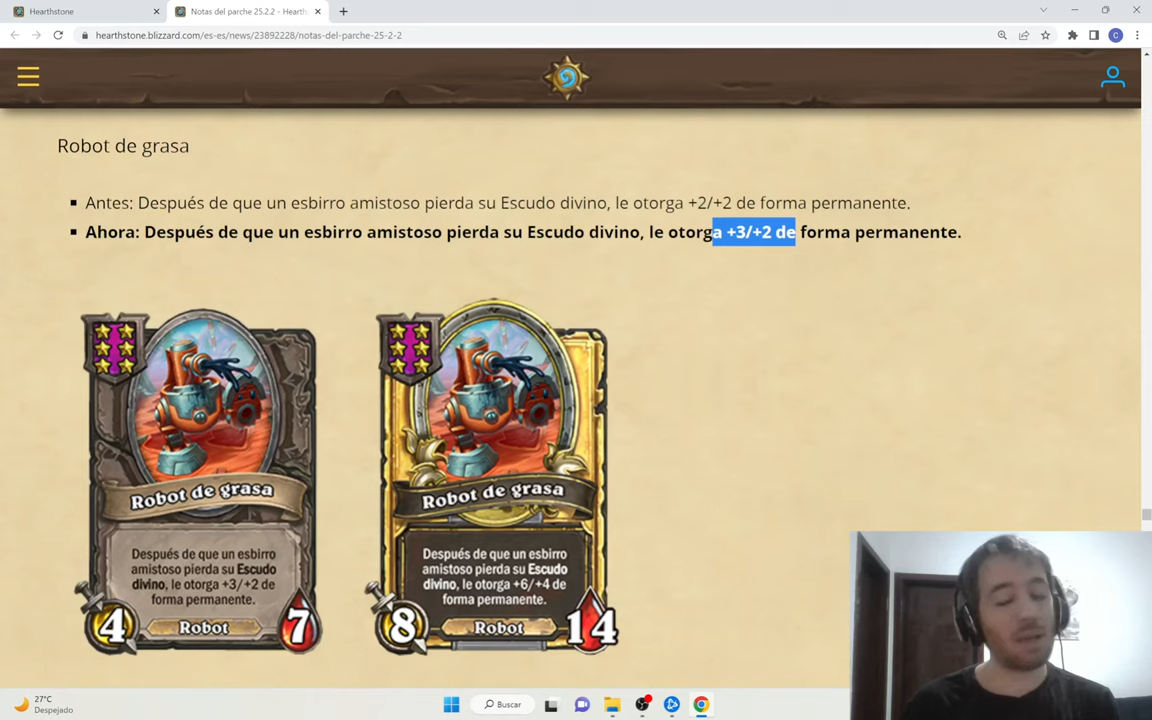 Hearthstone
Notas del parche 25.2.2 - Hearth
hearthstone.blizzard.com/es-es/news/23892228/notas-del-parche-25-2-2
C
Robot de grasa
Antes: Después de que un esbirro amistoso pierda su Escudo divino, le otorga +2/+2 de forma permanente.
Ahora: Después de que un esbirro amistoso pierda su Escudo divino, le otorga +3/+2 de forma permanente.
Robot de grasa
Después de que un esbirro
amistoso pierda su Escudo
divino, le otorga +3/+2 de
forma permanente.
4
Robot
7
Robot de grasa
Después de que un esbirro
amistoso pierda su Escudo
divino, le otorga +6/+4 de
forma permanente.
8
Robot
14
27°C
Despejado
Buscar